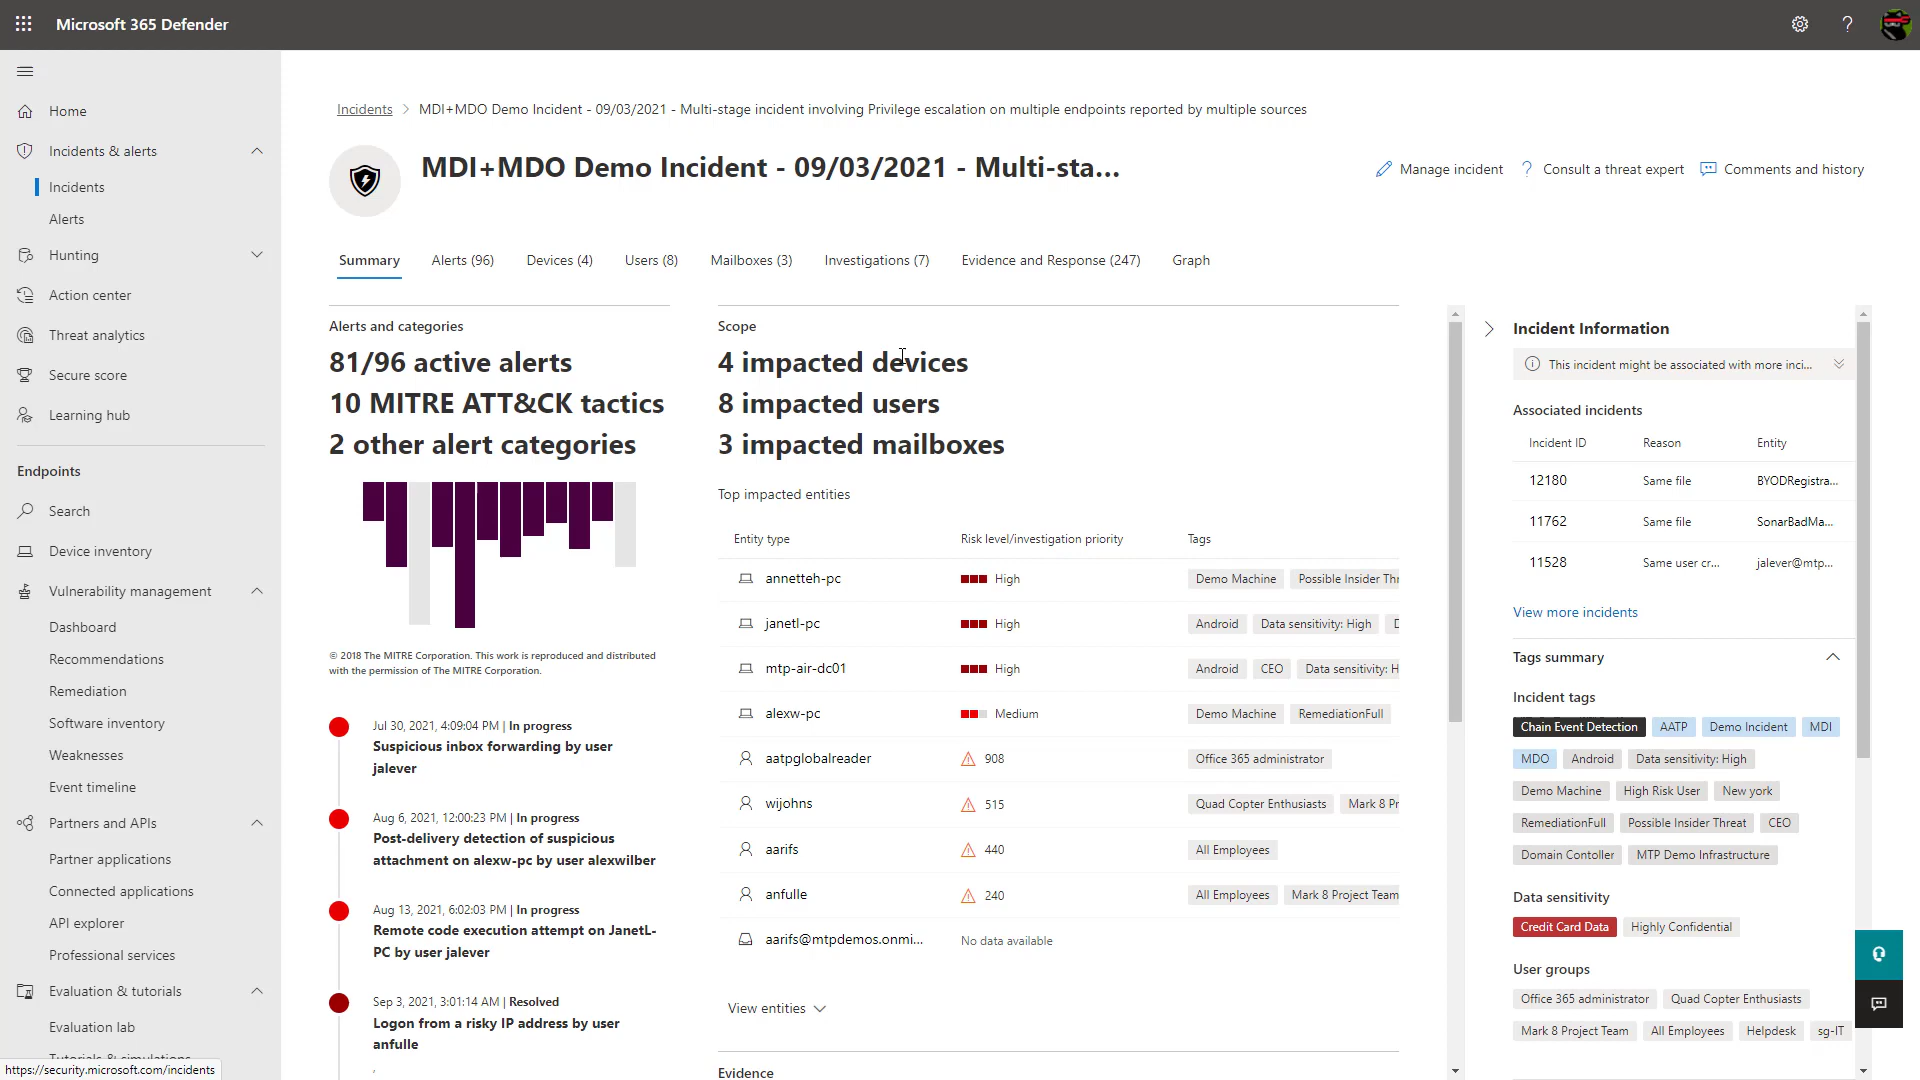 Microsoft 365 Defender
Home
Incidents & alerts
Incidents
Alerts
Hunting
Action center
Threat analytics
Secure score
Learning hub
Endpoints
Search
Device inventory
Vulnerability management
Dashboard
Recommendations
Remediation
Software inventory
Weaknesses
Event timeline
Partners and APIs
Partner applications
Connected applications
API explorer
Professional services
Evaluation & tutorials
Evaluation lab
Tutorials & simulations
https://security.microsoft.com/incidents
Incidents > MDI+MDO Demo Incident - 09/03/2021 - Multi-stage incident involving Privilege escalation on multiple endpoints reported by multiple sources
MDI+MDO Demo Incident - 09/03/2021 - Multi-sta...
Manage incident
? Consult a threat expert
Comments and history
Summary
Alerts (96)
Devices (4)
Users (8)
Mailboxes (3)
Investigations (7)
Evidence and Response (247)
Graph
Alerts and categories
81/96 active alerts
10 MITRE ATT&CK tactics
2 other alert categories
© 2018 The MITRE Corporation. This work is reproduced and distributed
with the permission of The MITRE Corporation.
Jul 30, 2021, 4:09:04 PM | In progress
Suspicious inbox forwarding by user
jalever
Aug 6, 2021, 12:00:23 PM | In progress
Post-delivery detection of suspicious
attachment on alexw-pc by user alexwilber
Aug 13, 2021, 6:02:03 PM | In progress
Remote code execution attempt on JanetL-
PC by user jalever
Sep 3, 2021, 3:01:14 AM | Resolved
Logon from a risky IP address by user
anfulle
Scope
4 impacted devices
8 impacted users
3 impacted mailboxes
Top impacted entities
Entity type Risk level/investigation priority Tags
annetteh-pc High Demo Machine Possible Insider Thr
janetl-pc High Android Data sensitivity: High D
mtp-air-dc01 High Android CEO Data sensitivity: H
alexw-pc Medium Demo Machine RemediationFull
aatpglobalreader 908 Office 365 administrator
wijohns 515 Quad Copter Enthusiasts Mark 8 Pr
aarifs 440 All Employees
anfulle 240 All Employees Mark 8 Project Team
aarifs@mtpdemos.onmi... No data available
View entities
Evidence
Incident Information
This incident might be associated with more inci...
Associated incidents
Incident ID Reason Entity
12180 Same file BYODRegistra...
11762 Same file SonarBadMa...
11528 Same user cr... jalever@mtp...
View more incidents
Tags summary
Incident tags
Chain Event Detection AATP Demo Incident MDI
MDO Android Data sensitivity: High
Demo Machine High Risk User New york
RemediationFull Possible Insider Threat CEO
Domain Contoller MTP Demo Infrastructure
Data sensitivity
Credit Card Data Highly Confidential
User groups
Office 365 administrator Quad Copter Enthusiasts
Mark 8 Project Team All Employees Helpdesk sg-IT